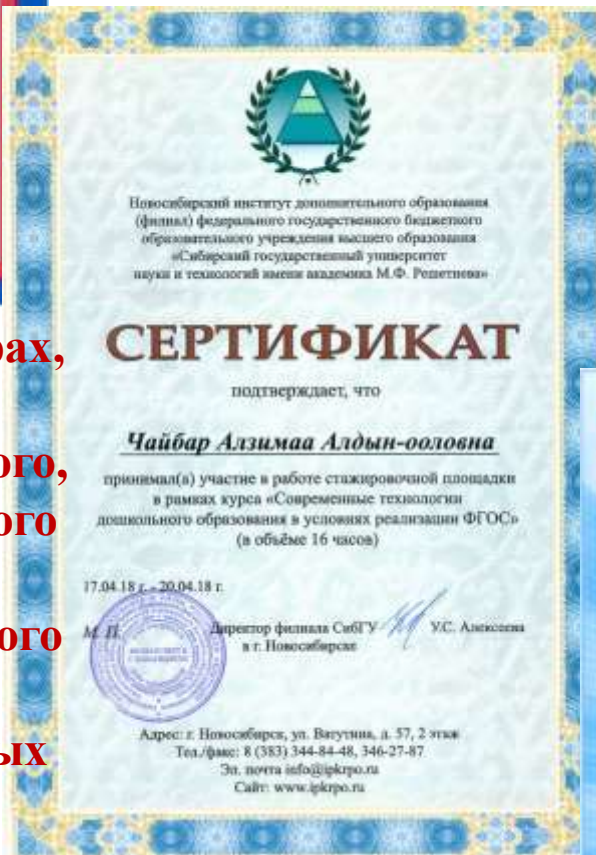 рах,
ого,
ого
ого
ых
Новосибирский институт дополнительного образования
(филиал) федерального государственного бюджетного
образовательного учреждения высшего образования
«Сибирский государственный университет
науки и технологий имени академика М.Ф. Решетнева»
СЕРТИФИКАТ
подтверждает, что
Чайбар Алзимаа Алдын-ооловна
принимал(а) участие в работе стажировочной площадки
в рамках курса «Современные технологии
дошкольного образования в условиях реализации ФГОС»
(в объёме 16 часов)
17.04.18 г. - 20.04.18 г.
М. П.
Директор филиала СибГУ У.С. Алексеева
в г. Новосибирске
Адрес: г. Новосибирск, ул. Ватутина, д. 57, 2 этаж
Тел./факс: 8 (383) 344-84-48, 346-27-87
Эл. почта info@ipkrpo.ru
Сайт: www.ipkrpo.ru